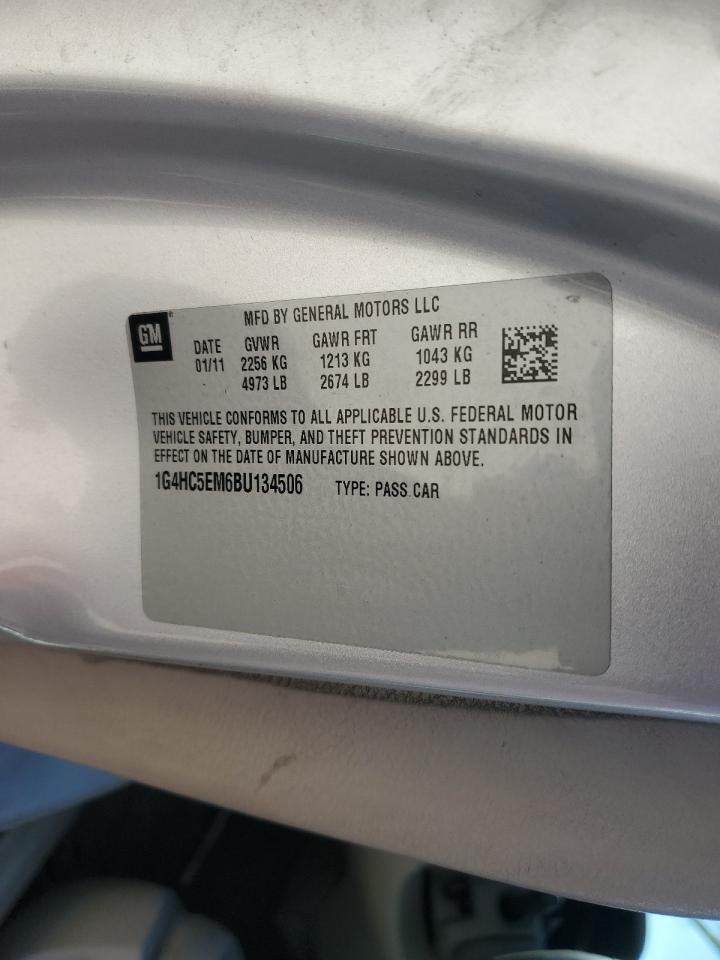 MFD BY GENERAL MOTORS LLC
GM
DATE GVWR GAWR FRT GAWR RR
01/11 2256 KG 1213 KG 1043 KG
4973 LB 2674 LB 2299 LB
THIS VEHICLE CONFORMS TO ALL APPLICABLE U.S. FEDERAL MOTOR
VEHICLE SAFETY, BUMPER, AND THEFT PREVENTION STANDARDS IN
EFFECT ON THE DATE OF MANUFACTURE SHOWN ABOVE.
1G4HC5EM6BU134506 TYPE: PASS CAR